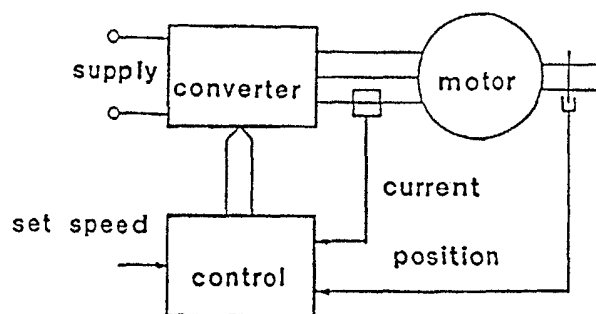 supply
converter
motor
current
set speed
control
position